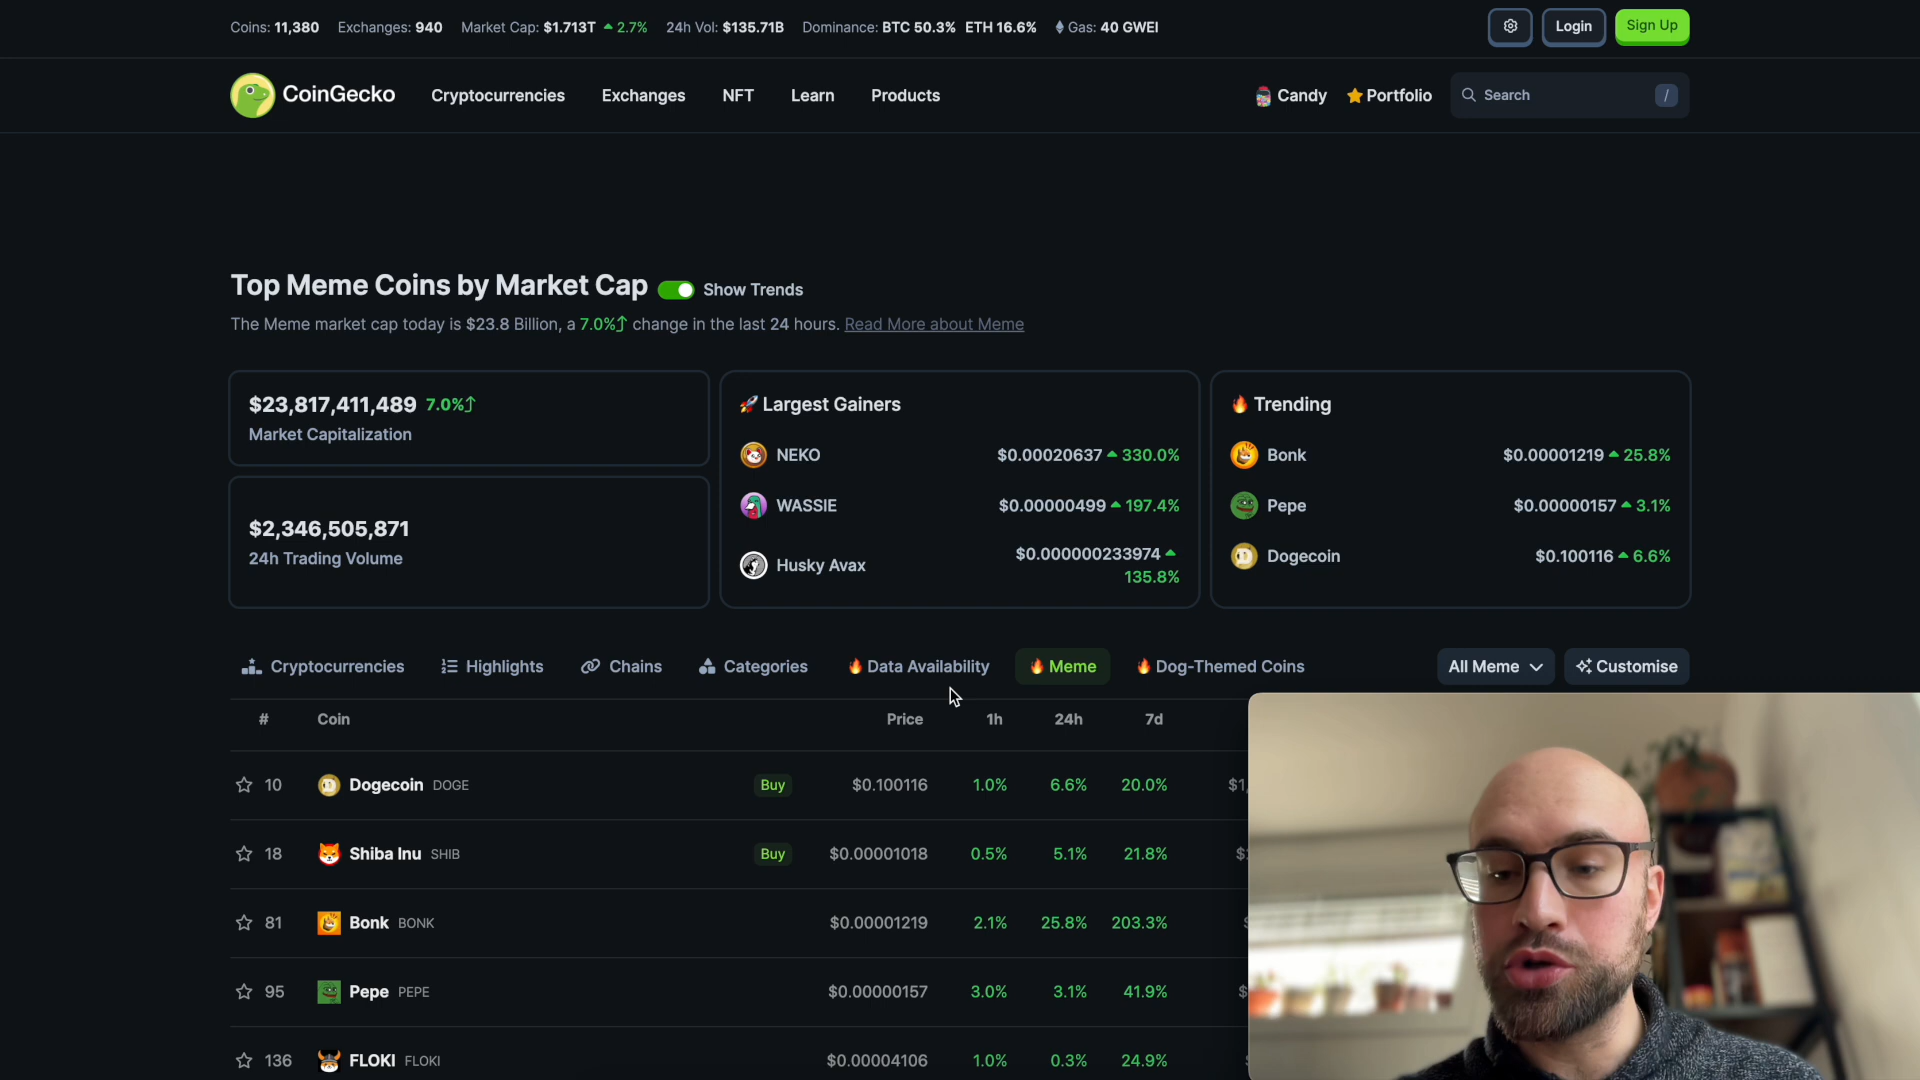 Coins: 11,380 Exchanges: 940 Market Cap: $1.713T 2.7% 24h Vol: $135.71B Dominance: BTC 50.3% ETH 16.6% Gas: 40 GWEI Login Sign Up
CoinGecko Cryptocurrencies Exchanges NFT Learn Products Candy Portfolio Search /
Top Meme Coins by Market Cap Show Trends
The Meme market cap today is $23.8 Billion, a 7.0% change in the last 24 hours. Read More about Meme
$23,817,411,489 7.0%
Market Capitalization
$2,346,505,871
24h Trading Volume
Largest Gainers
NEKO $0.00020637 330.0%
WASSIE $0.00000499 197.4%
Husky Avax $0.000000233974
135.8%
Trending
Bonk $0.00001219 25.8%
Pepe $0.00000157 3.1%
Dogecoin $0.100116 6.6%
Cryptocurrencies Highlights Chains Categories Data Availability Meme Dog-Themed Coins All Meme Customise
# Coin Price 1h 24h 7d
10 Dogecoin DOGE Buy $0.100116 1.0% 6.6% 20.0% $1,
18 Shiba Inu SHIB Buy $0.00001018 0.5% 5.1% 21.8%
81 Bonk BONK $0.00001219 2.1% 25.8% 203.3%
95 Pepe PEPE $0.00000157 3.0% 3.1% 41.9% $
136 FLOKI FLOKI $0.00004106 1.0% 0.3% 24.9%